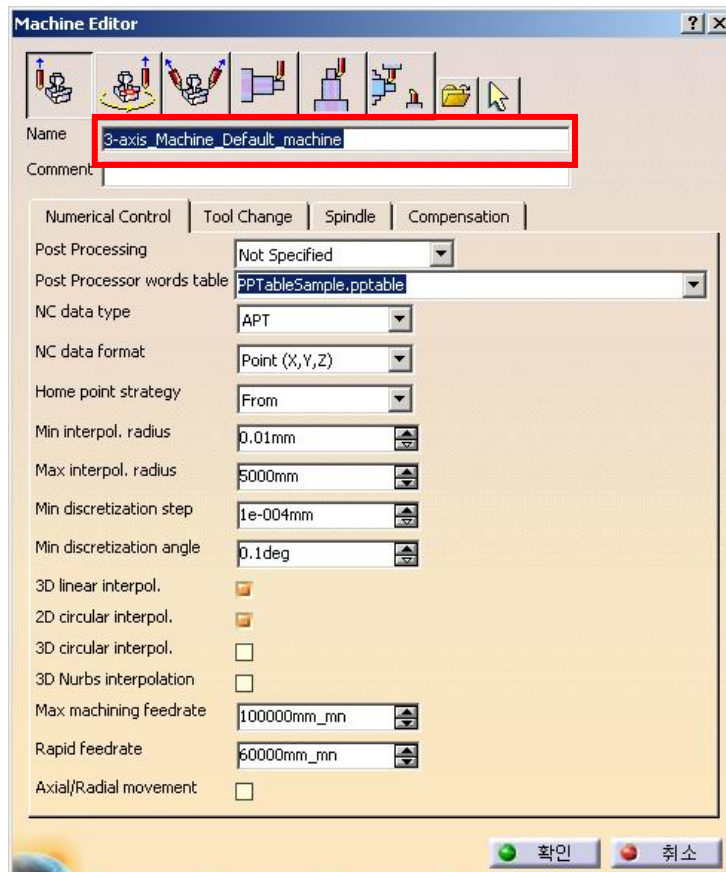 Machine Editor
Name 3-axis_Machine_Default_machine
Comment
Numerical Control Tool Change Spindle Compensation
Post Processing Not Specified
Post Processor words table PPTableSample.pptable
NC data type APT
NC data format Point (X,Y,Z)
Home point strategy From
Min interpol. radius 0.01mm
Max interpol. radius 5000mm
Min discretization step 1e-004mm
Min discretization angle 0.1deg
3D linear interpol.
2D circular interpol.
3D circular interpol.
3D Nurbs interpolation
Max machining feedrate 100000mm_mn
Rapid feedrate 60000mm_mn
Axial/Radial movement
확인 취소